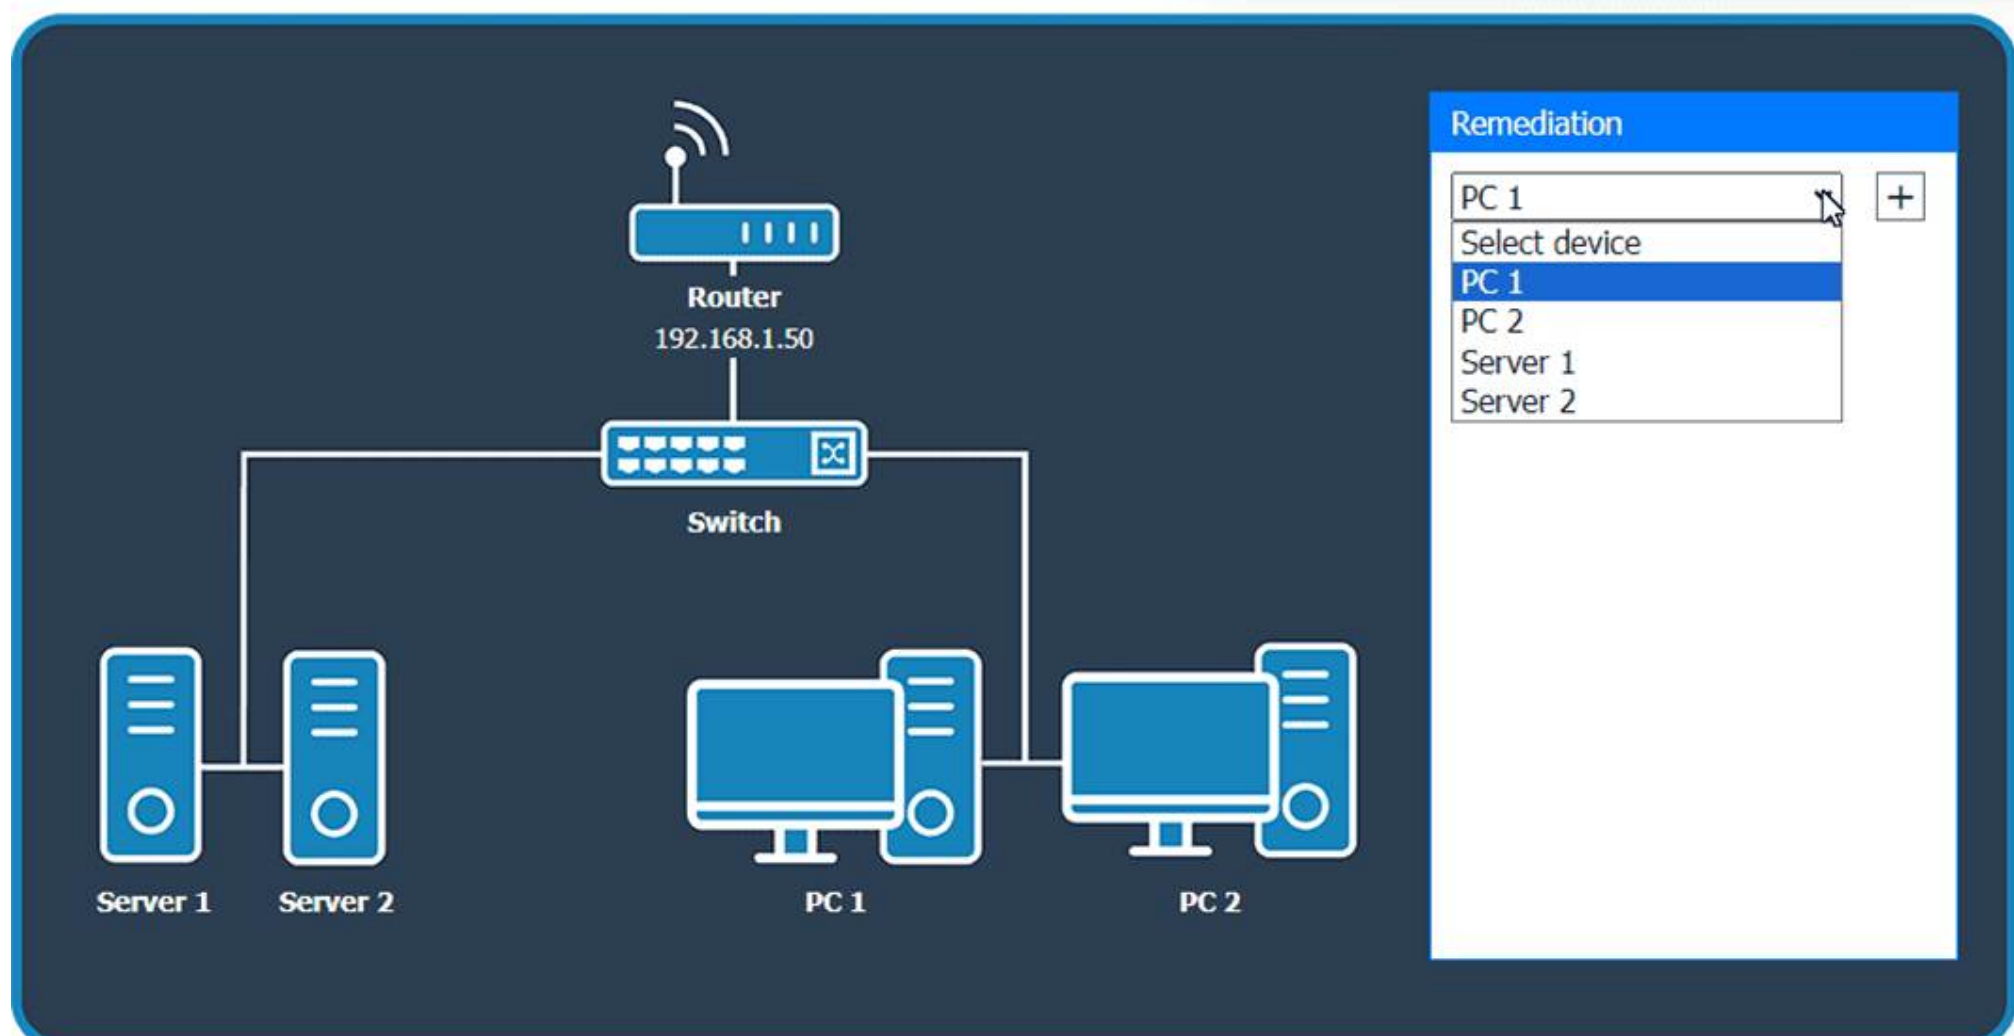 Remediation
PC 1
+
Select device
PC 1
PC 2
Server 1
Server 2
Router
192.168.1.50
Switch
Server 1
Server 2
PC 1
PC 2